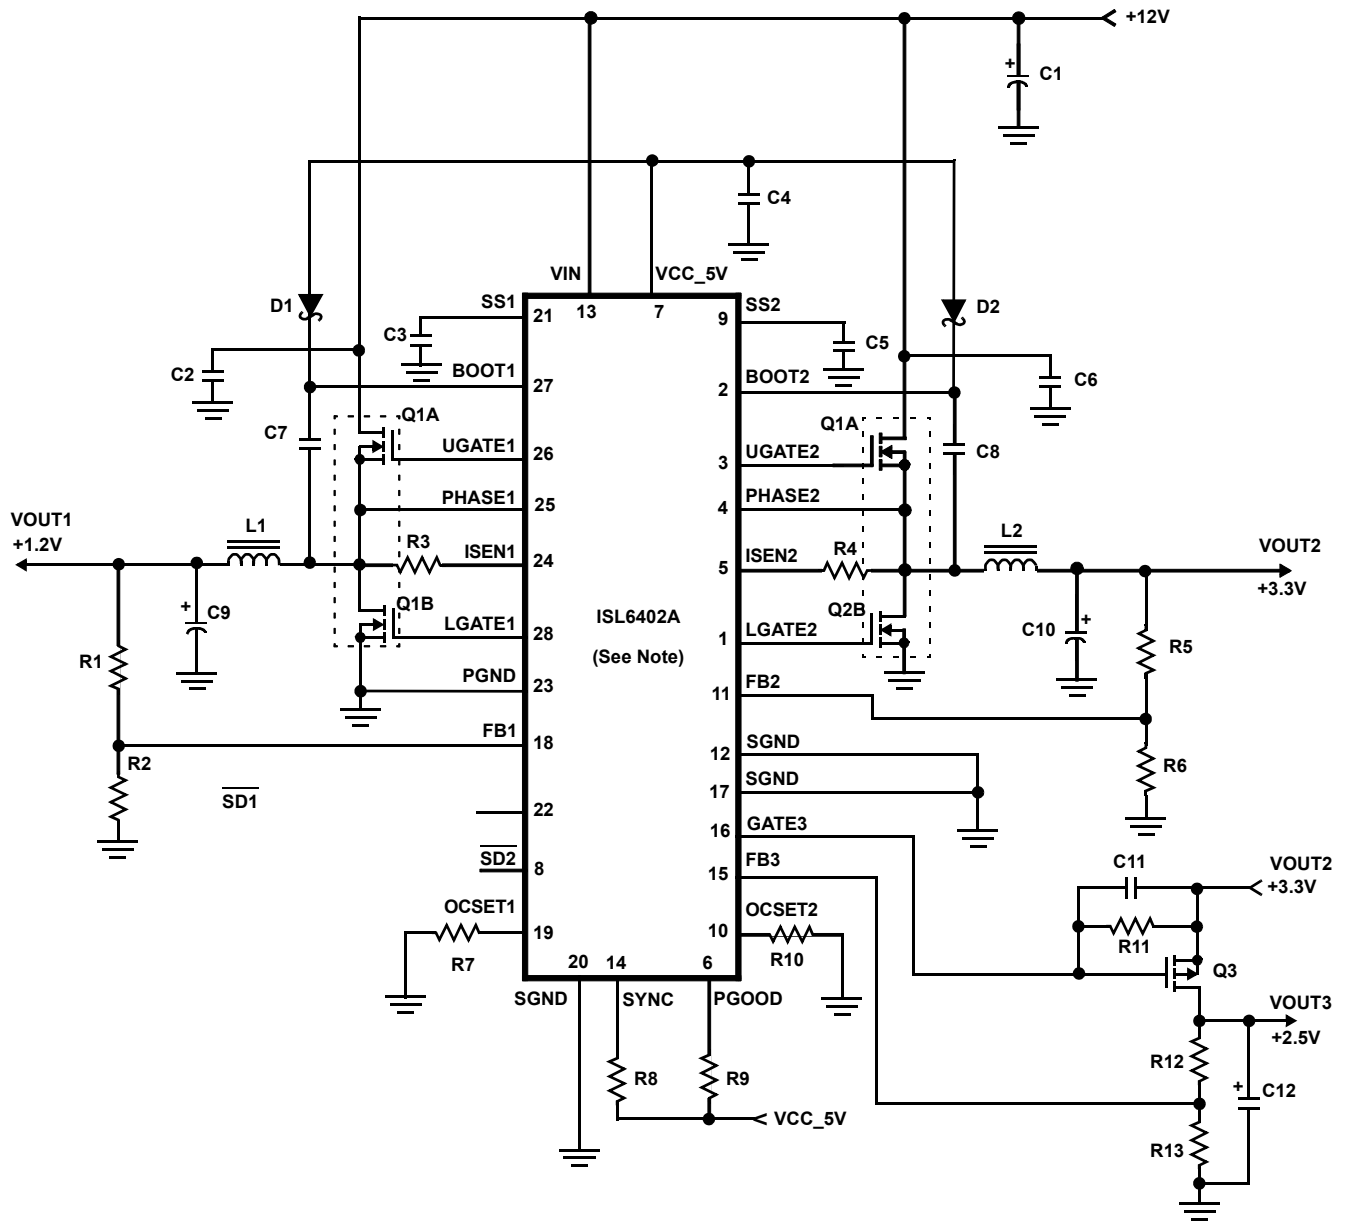 +12V
+
C1
C4
VIN
VCC_5V
D1
SS1
21
13
7
9
SS2
D2
C3
C5
C2
BOOT1
27
2
BOOT2
C6
Q1A
Q1A
C7
UGATE1
26
3
UGATE2
C8
PHASE1
25
4
PHASE2
VOUT1
+1.2V
L1
R3
ISEN1
24
5
ISEN2
R4
L2
VOUT2
+3.3V
+
C9
Q1B
LGATE1
28
ISL6402A
(See Note)
1
LGATE2
Q2B
C10
+
R5
R1
PGND
23
11
FB2
FB1
18
12
SGND
R2
R6
SD1
17
SGND
22
16
GATE3
SD2
8
15
FB3
C11
VOUT2
+3.3V
OCSET1
19
10
OCSET2
R7
R10
R11
20
14
6
Q3
SGND
SYNC
PGOOD
VOUT3
+2.5V
R8
R9
R12
+
C12
VCC_5V
R13